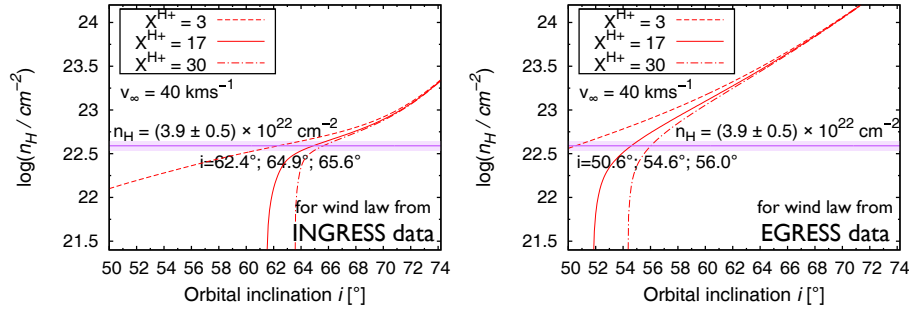 24
23.5
23
22.5
22
21.5
log(n_H / cm⁻²)
X^H+ = 3
X^H+ = 17
X^H+ = 30
v_∞ = 40 kms⁻¹
n_H = (3.9 ± 0.5) × 10²² cm⁻²
i=62.4°; 64.9°; 65.6°
for wind law from
INGRESS data
50 52 54 56 58 60 62 64 66 68 70 72 74
Orbital inclination i [°]
24
23.5
23
22.5
22
21.5
log(n_H / cm⁻²)
X^H+ = 3
X^H+ = 17
X^H+ = 30
v_∞ = 40 kms⁻¹
n_H = (3.9 ± 0.5) × 10²² cm⁻²
i=50.6°; 54.6°; 56.0°
for wind law from
EGRESS data
50 52 54 56 58 60 62 64 66 68 70 72 74
Orbital inclination i [°]